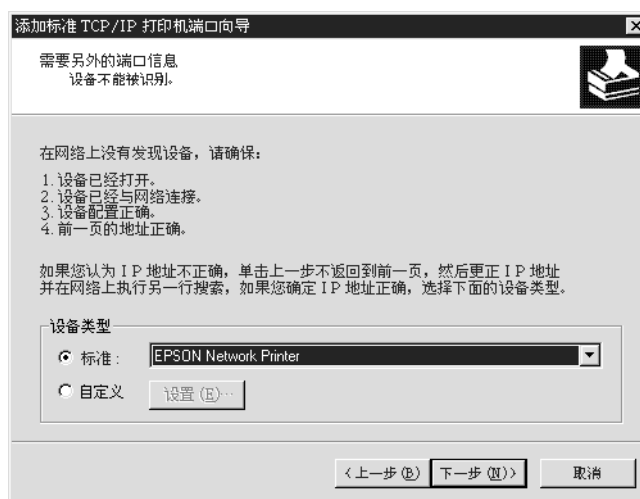 添加标准 TCP/IP 打印机端口向导
需要另外的端口信息
设备不能被识别。
在网络上没有发现设备，请确保：
1. 设备已经打开。
2. 设备已经与网络连接。
3. 设备配置正确。
4. 前一页的地址正确。
如果您认为 IP 地址不正确，单击上一步不返回到前一页，然后更正 IP 地址
并在网络上执行另一行搜索，如果您确定 IP 地址正确，选择下面的设备类型。
设备类型
标准： EPSON Network Printer
自定义 设置 (E)…
<上一步 (B) 下一步 (N)> 取消